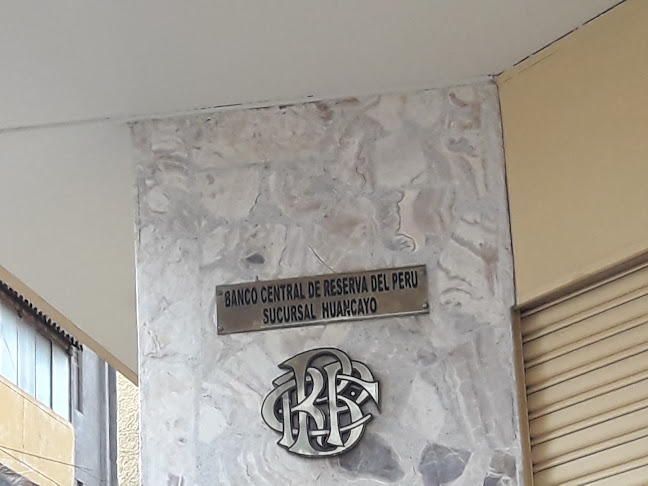 BANCO CENTRAL DE RESERVA DEL PERU
SUCURSAL HUANCAYO